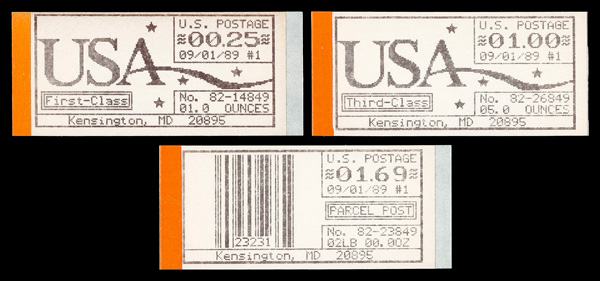 U.S. POSTAGE
≈00.25≈
09/01/89 #1
USA
First-Class
No. 82-14849
01.0 OUNCES
Kensington, MD 20895
U.S. POSTAGE
≈01.00≈
09/01/89 #1
USA
Third-Class
No. 82-26849
05.0 OUNCES
Kensington, MD 20895
U.S. POSTAGE
≈01.69≈
09/01/89 #1
PARCEL POST
23231
No. 82-23849
02LB 00.0OZ
Kensington, MD 20895